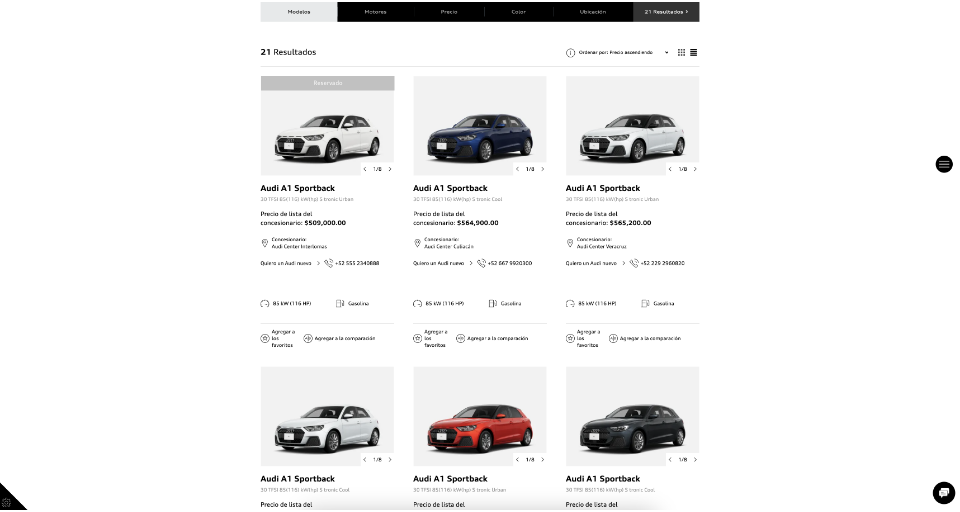 Modelos
Motores
Precio
Color
Ubicación
21 Resultados
21 Resultados
Ordenar por: Precio ascendiendo
Reservado
1/8
1/8
1/8
Audi A1 Sportback
30 TFSI 85(116) kW(hp) S tronic Urban
Precio de lista del
concesionario: $509,000.00
Concesionario:
Audi Center Interlomas
Quiero un Audi nuevo
+52 555 2340888
85 kW (116 HP)
Gasolina
Agregar a
los
favoritos
Agregar a la comparación
Audi A1 Sportback
30 TFSI 85(116) kW(hp) S tronic Cool
Precio de lista del
concesionario: $564,900.00
Concesionario:
Audi Center Culiacán
Quiero un Audi nuevo
+52 667 9920300
85 kW (116 HP)
Gasolina
Agregar a
los
favoritos
Agregar a la comparación
Audi A1 Sportback
30 TFSI 85(116) kW(hp) S tronic Urban
Precio de lista del
concesionario: $565,200.00
Concesionario:
Audi Center Veracruz
Quiero un Audi nuevo
+52 229 2960820
85 kW (116 HP)
Gasolina
Agregar a
los
favoritos
Agregar a la comparación
1/8
1/8
1/8
Audi A1 Sportback
30 TFSI 85(116) kW(hp) S tronic Cool
Precio de lista del
Audi A1 Sportback
30 TFSI 85(116) kW(hp) S tronic Urban
Precio de lista del
Audi A1 Sportback
30 TFSI 85(116) kW(hp) S tronic Cool
Precio de lista del